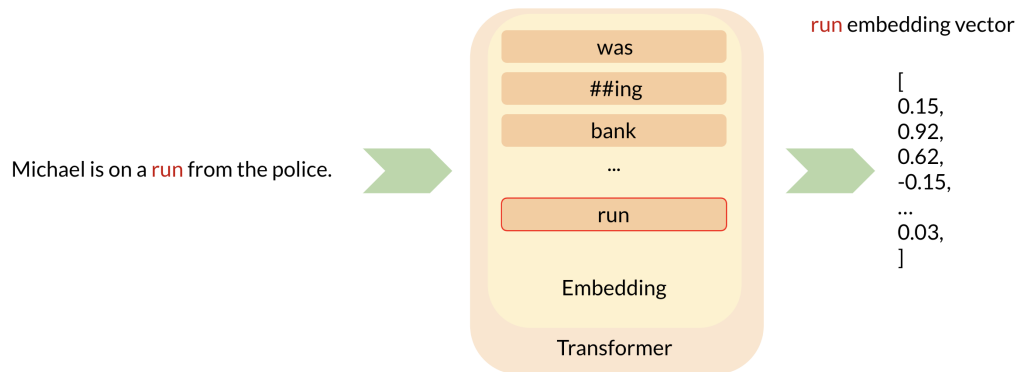 Michael is on a run from the police.
was
##ing
bank
...
run
Embedding
Transformer
run embedding vector
[
0.15,
0.92,
0.62,
-0.15,
...
0.03,
]